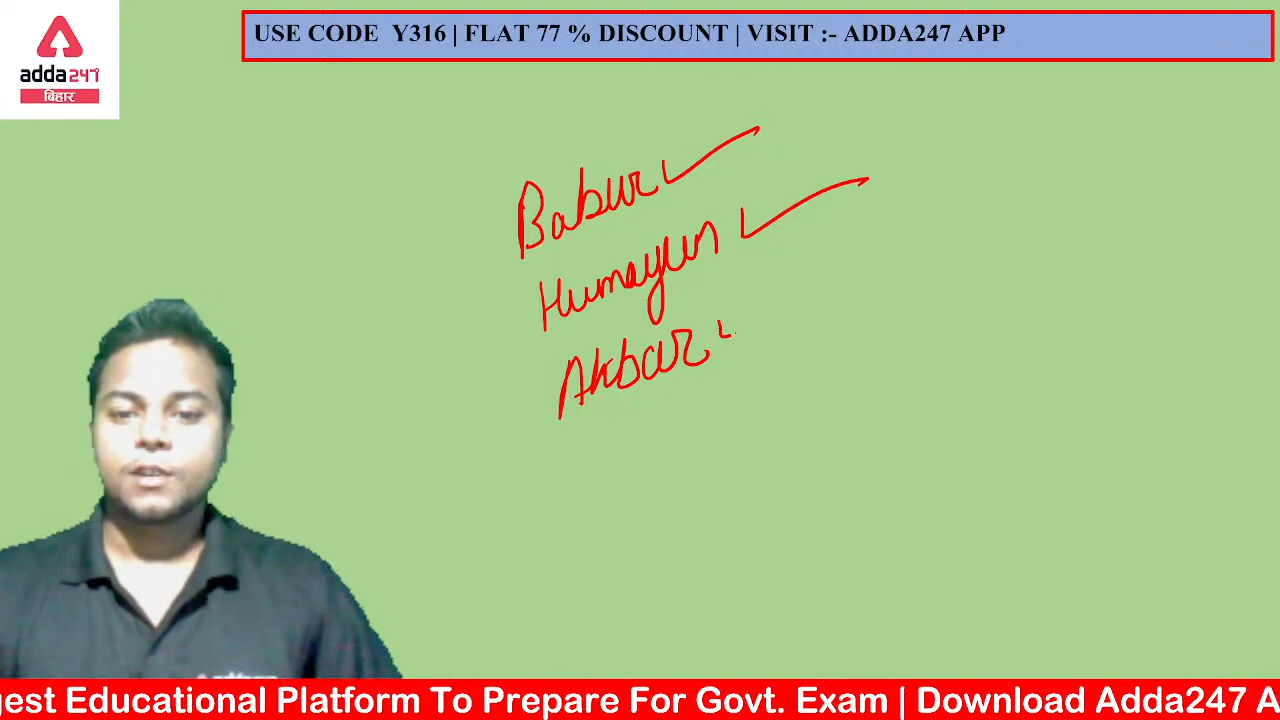 USE CODE Y316 | FLAT 77 % DISCOUNT | VISIT :- ADDA247 APP
adda247
बिहार
Babur
Humayun
Akbar
gest Educational Platform To Prepare For Govt. Exam | Download Adda247 A